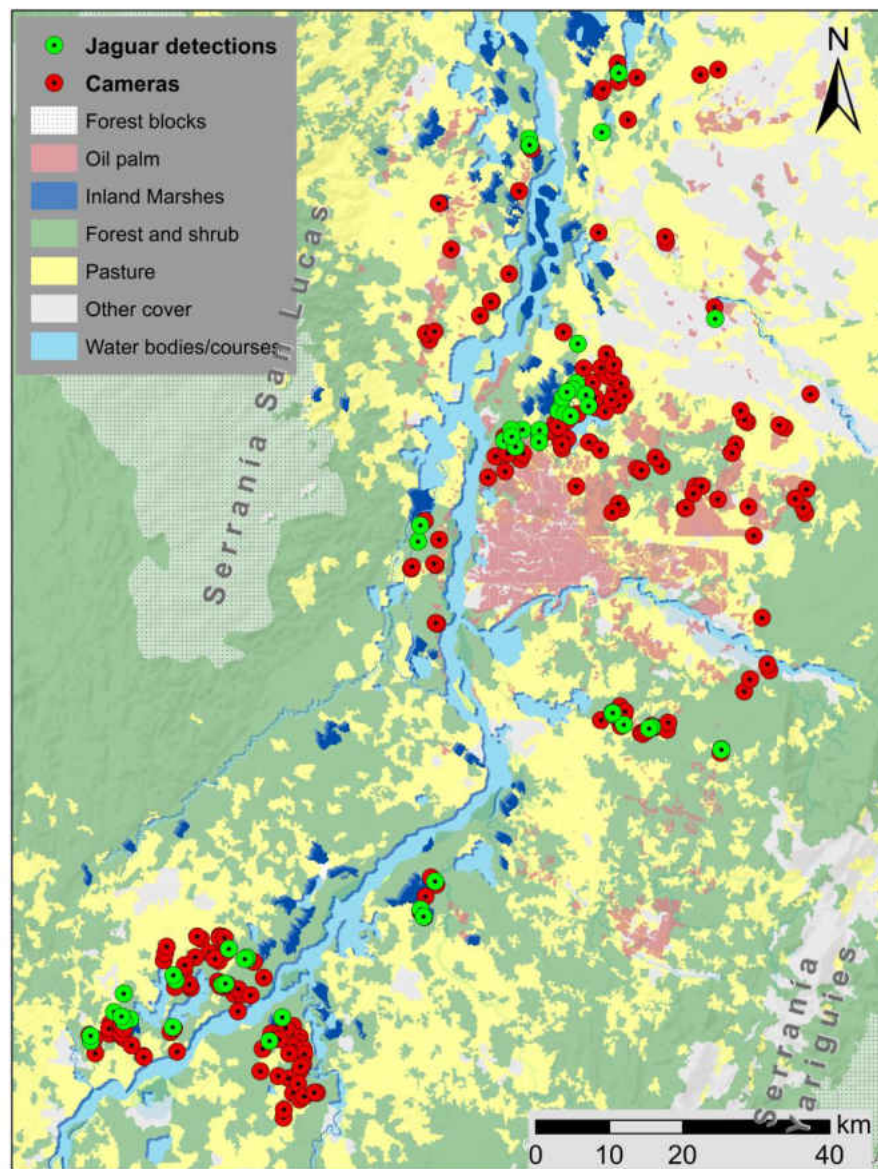 Jaguar detections
Cameras
Forest blocks
Oil palm
Inland Marshes
Forest and shrub
Pasture
Other cover
Water bodies/courses
N
Serranía San Lucas
Serranía
Yariguies
km
0 10 20 40